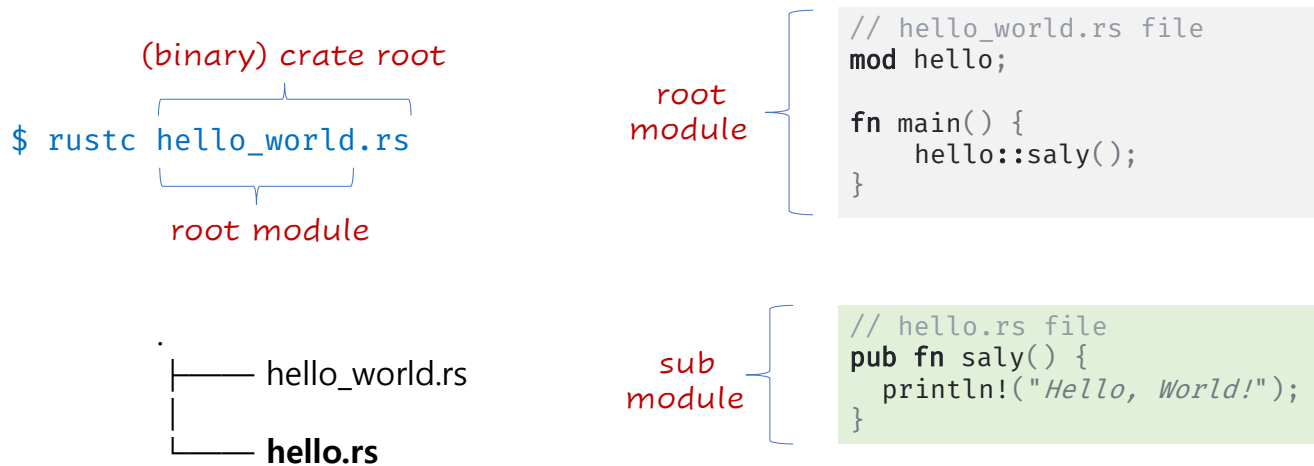 (binary) crate root
$ rustc hello_world.rs
root module
.
├── hello_world.rs
│
└── hello.rs
root
module
// hello_world.rs file
mod hello;
fn main() {
    hello::saly();
}
sub
module
// hello.rs file
pub fn saly() {
  println!("Hello, World!");
}